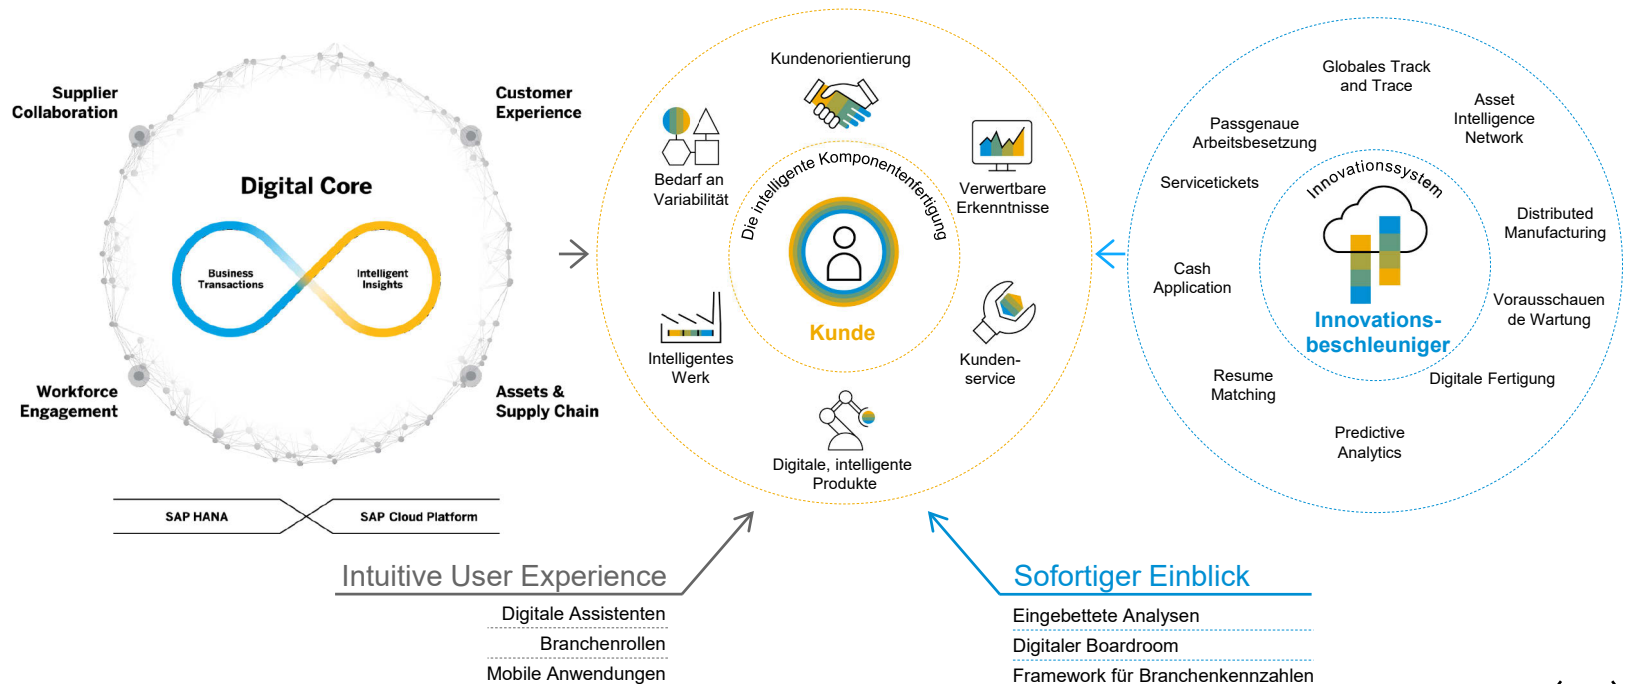 Supplier
Collaboration
Customer
Experience
Digital Core
Business
Transactions
Intelligent
Insights
Workforce
Engagement
Assets &
Supply Chain
SAP HANA
SAP Cloud Platform
Kundenorientierung
Bedarf an
Variabilität
Verwertbare
Erkenntnisse
Die intelligente Komponentenfertigung
Kunde
Intelligentes
Werk
Kunden-
service
Digitale, intelligente
Produkte
Globales Track
and Trace
Asset
Intelligence
Network
Passgenaue
Arbeitsbesetzung
Servicetickets
Innovationssystem
Distributed
Manufacturing
Cash
Application
Vorausschauen
de Wartung
Innovations-
beschleuniger
Resume
Matching
Digitale Fertigung
Predictive
Analytics
Intuitive User Experience
Digitale Assistenten
Branchenrollen
Mobile Anwendungen
Sofortiger Einblick
Eingebettete Analysen
Digitaler Boardroom
Framework für Branchenkennzahlen